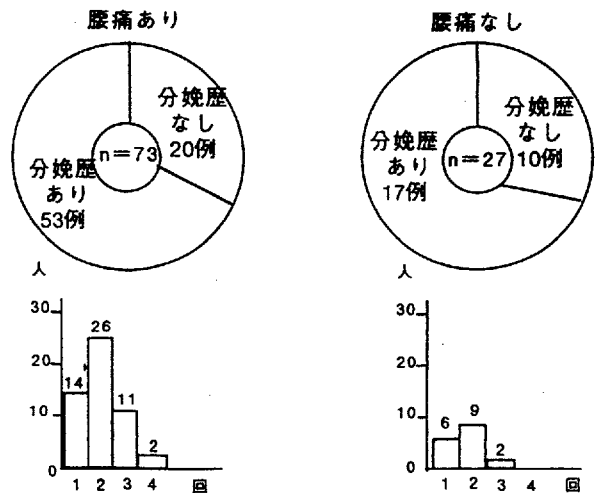 腰痛あり
分娩歴
なし
20例
n=73
分娩歴
あり
53例
腰痛なし
分娩歴
なし
10例
n=27
分娩歴
あり
17例
人
30
20
10
0
14
26
11
2
1 2 3 4 回
人
30
20
10
0
6
9
2
1 2 3 4 回